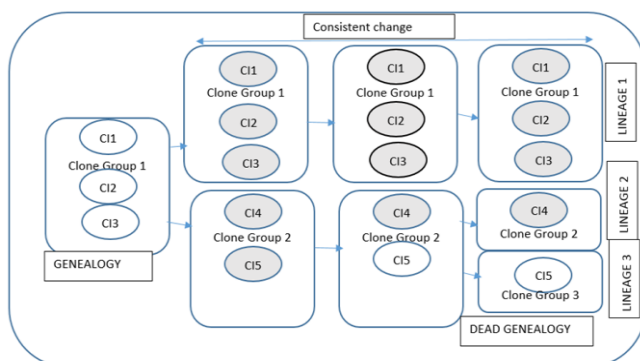 Consistent change
CI1
Clone Group 1
CI2
CI3
CI1
Clone Group 1
CI2
CI3
CI1
Clone Group 1
CI2
CI3
LINEAGE 1
CI1
Clone Group 1
CI2
CI3
GENEALOGY
CI4
Clone Group 2
CI5
CI4
Clone Group 2
CI5
CI4
Clone Group 2
LINEAGE 2
CI5
Clone Group 3
LINEAGE 3
DEAD GENEALOGY